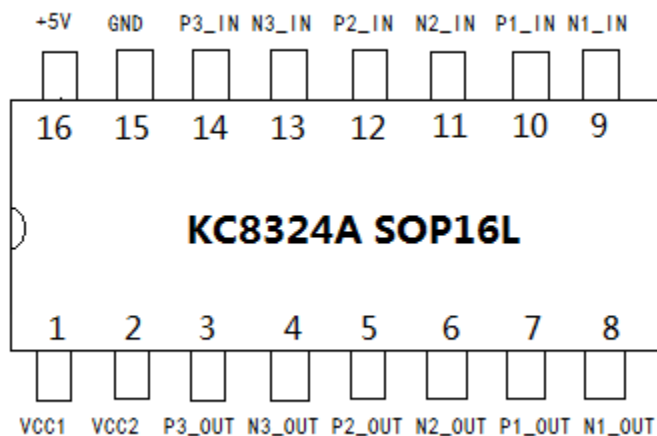 +5V GND P3_IN N3_IN P2_IN N2_IN P1_IN N1_IN
16 15 14 13 12 11 10 9
KC8324A SOP16L
1 2 3 4 5 6 7 8
VCC1 VCC2 P3_OUT N3_OUT P2_OUT N2_OUT P1_OUT N1_OUT